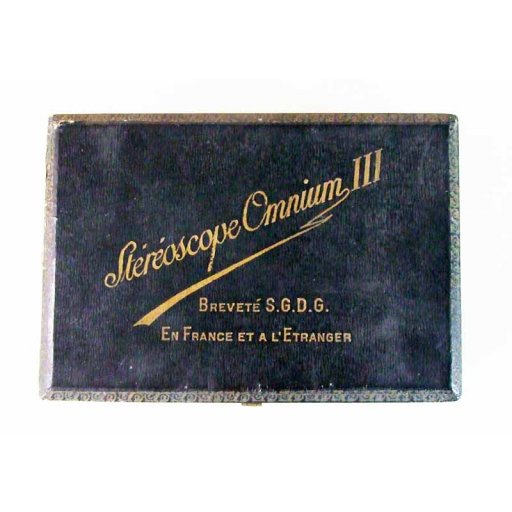 Stéréoscope Omnium III
BREVETÉ S.G.D.G.
EN FRANCE ET A L'ETRANGER